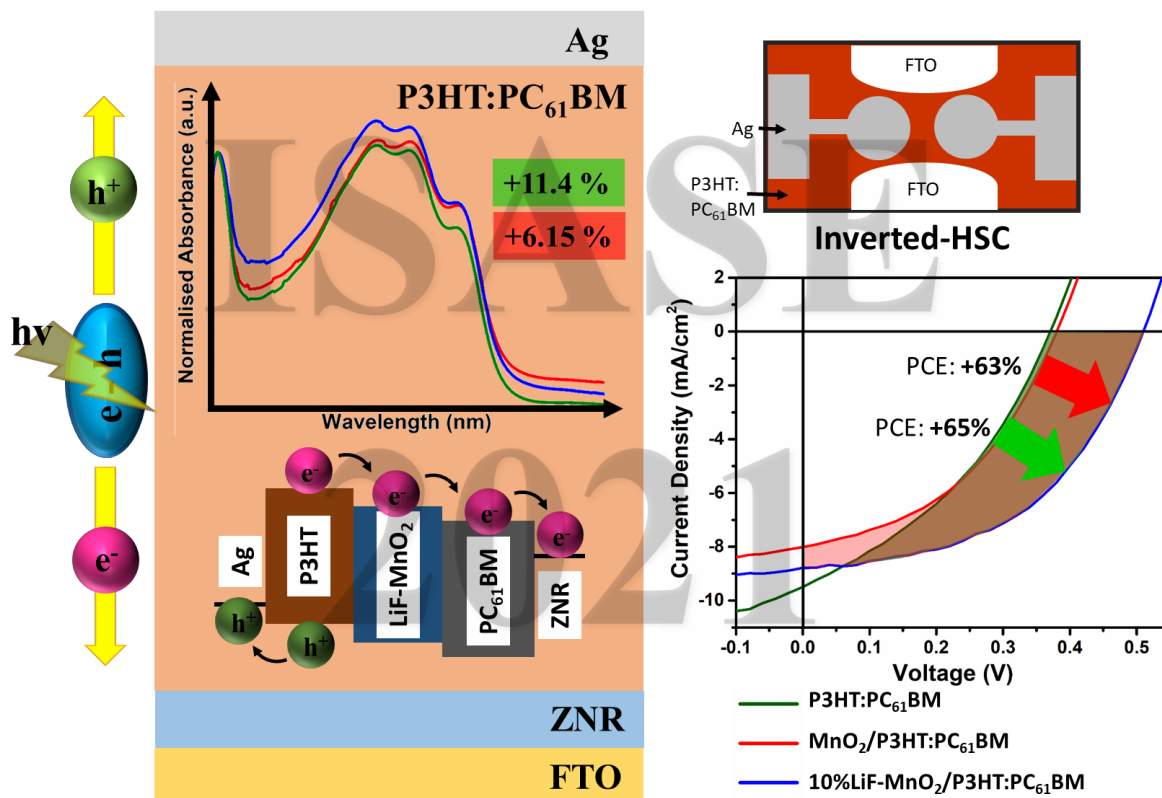 Ag
P3HT:PC₆₁BM
Normalised Absorbance (a.u.)
Wavelength (nm)
+11.4 %
+6.15 %
h⁺
hν
e⁻ h
e⁻
e⁻
e⁻
e⁻
e⁻
Ag
P3HT
LiF-MnO₂
PC₆₁BM
ZNR
h⁺
h⁺
ZNR
FTO
ISASE
2021
FTO
Ag
FTO
P3HT:
PC₆₁BM
Inverted-HSC
Current Density (mA/cm²)
2
0
-2
-4
-6
-8
-10
PCE: +63%
PCE: +65%
-0.1 0.0 0.1 0.2 0.3 0.4 0.5
Voltage (V)
P3HT:PC₆₁BM
MnO₂/P3HT:PC₆₁BM
10%LiF-MnO₂/P3HT:PC₆₁BM